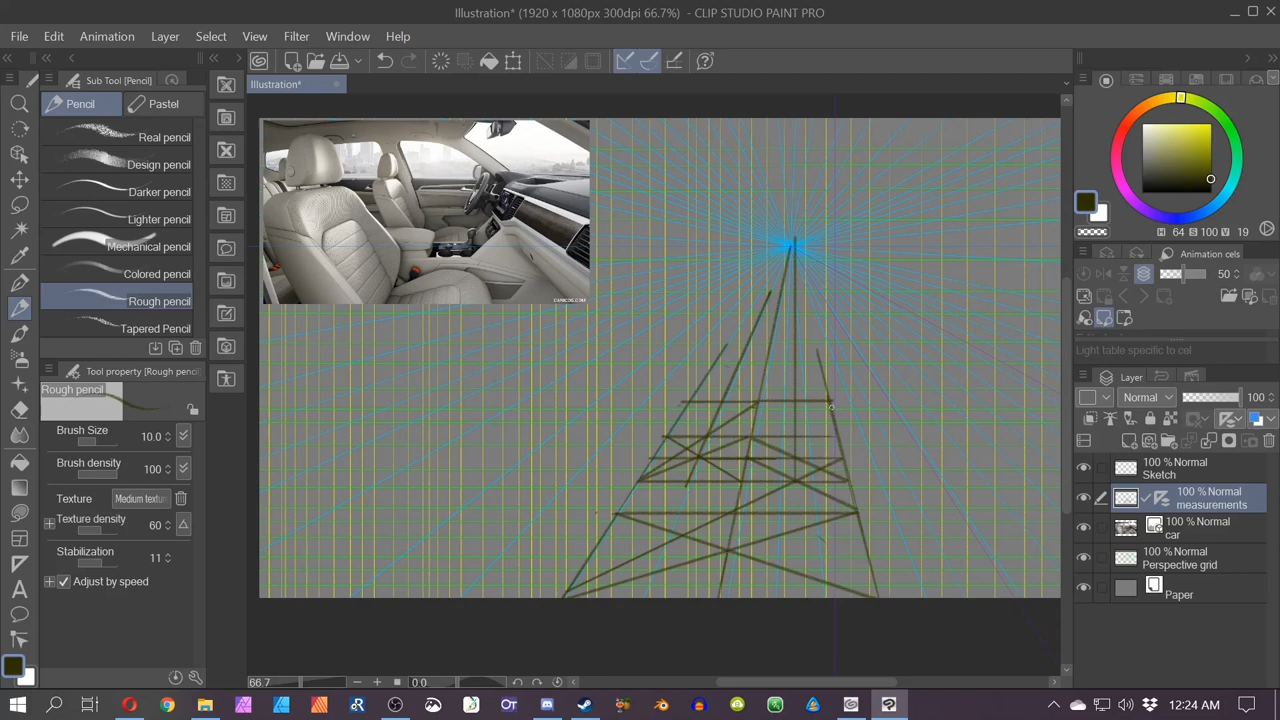 Illustration* (1920 x 1080px 300dpi 66.7%) - CLIP STUDIO PAINT PRO
File Edit Animation Layer Select View Filter Window Help
Sub Tool [Pencil]
Illustration*
Pencil
Pastel
Real pencil
Design pencil
Darker pencil
Lighter pencil
Mechanical pencil
Colored pencil
Rough pencil
Tapered Pencil
Tool property [Rough pencil]
Rough pencil
Brush Size 10.0
Brush density 100
Texture Medium textur
Texture density 60
Stabilization 11
Adjust by speed
66.7 0.0
H 64 S 100 V 19
Animation cels
50
Light table specific to cel
Layer
Normal 100
100 % Normal
Sketch
100 % Normal
measurements
100 % Normal
car
100 % Normal
Perspective grid
Paper
12:24 AM